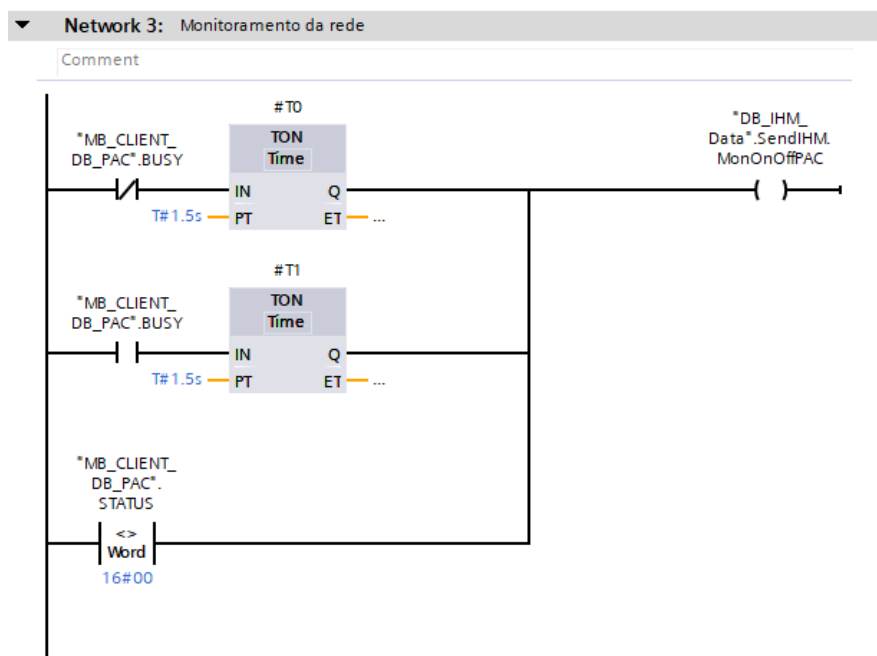 Network 3: Monitoramento da rede
Comment
#T0
"MB_CLIENT_
DB_PAC".BUSY
TON
Time
IN
Q
T#1.5s
PT
ET
...
"DB_IHM_
Data".SendIHM.
MonOnOffPAC
#T1
"MB_CLIENT_
DB_PAC".BUSY
TON
Time
IN
Q
T#1.5s
PT
ET
...
"MB_CLIENT_
DB_PAC".
STATUS
<>
Word
16#00